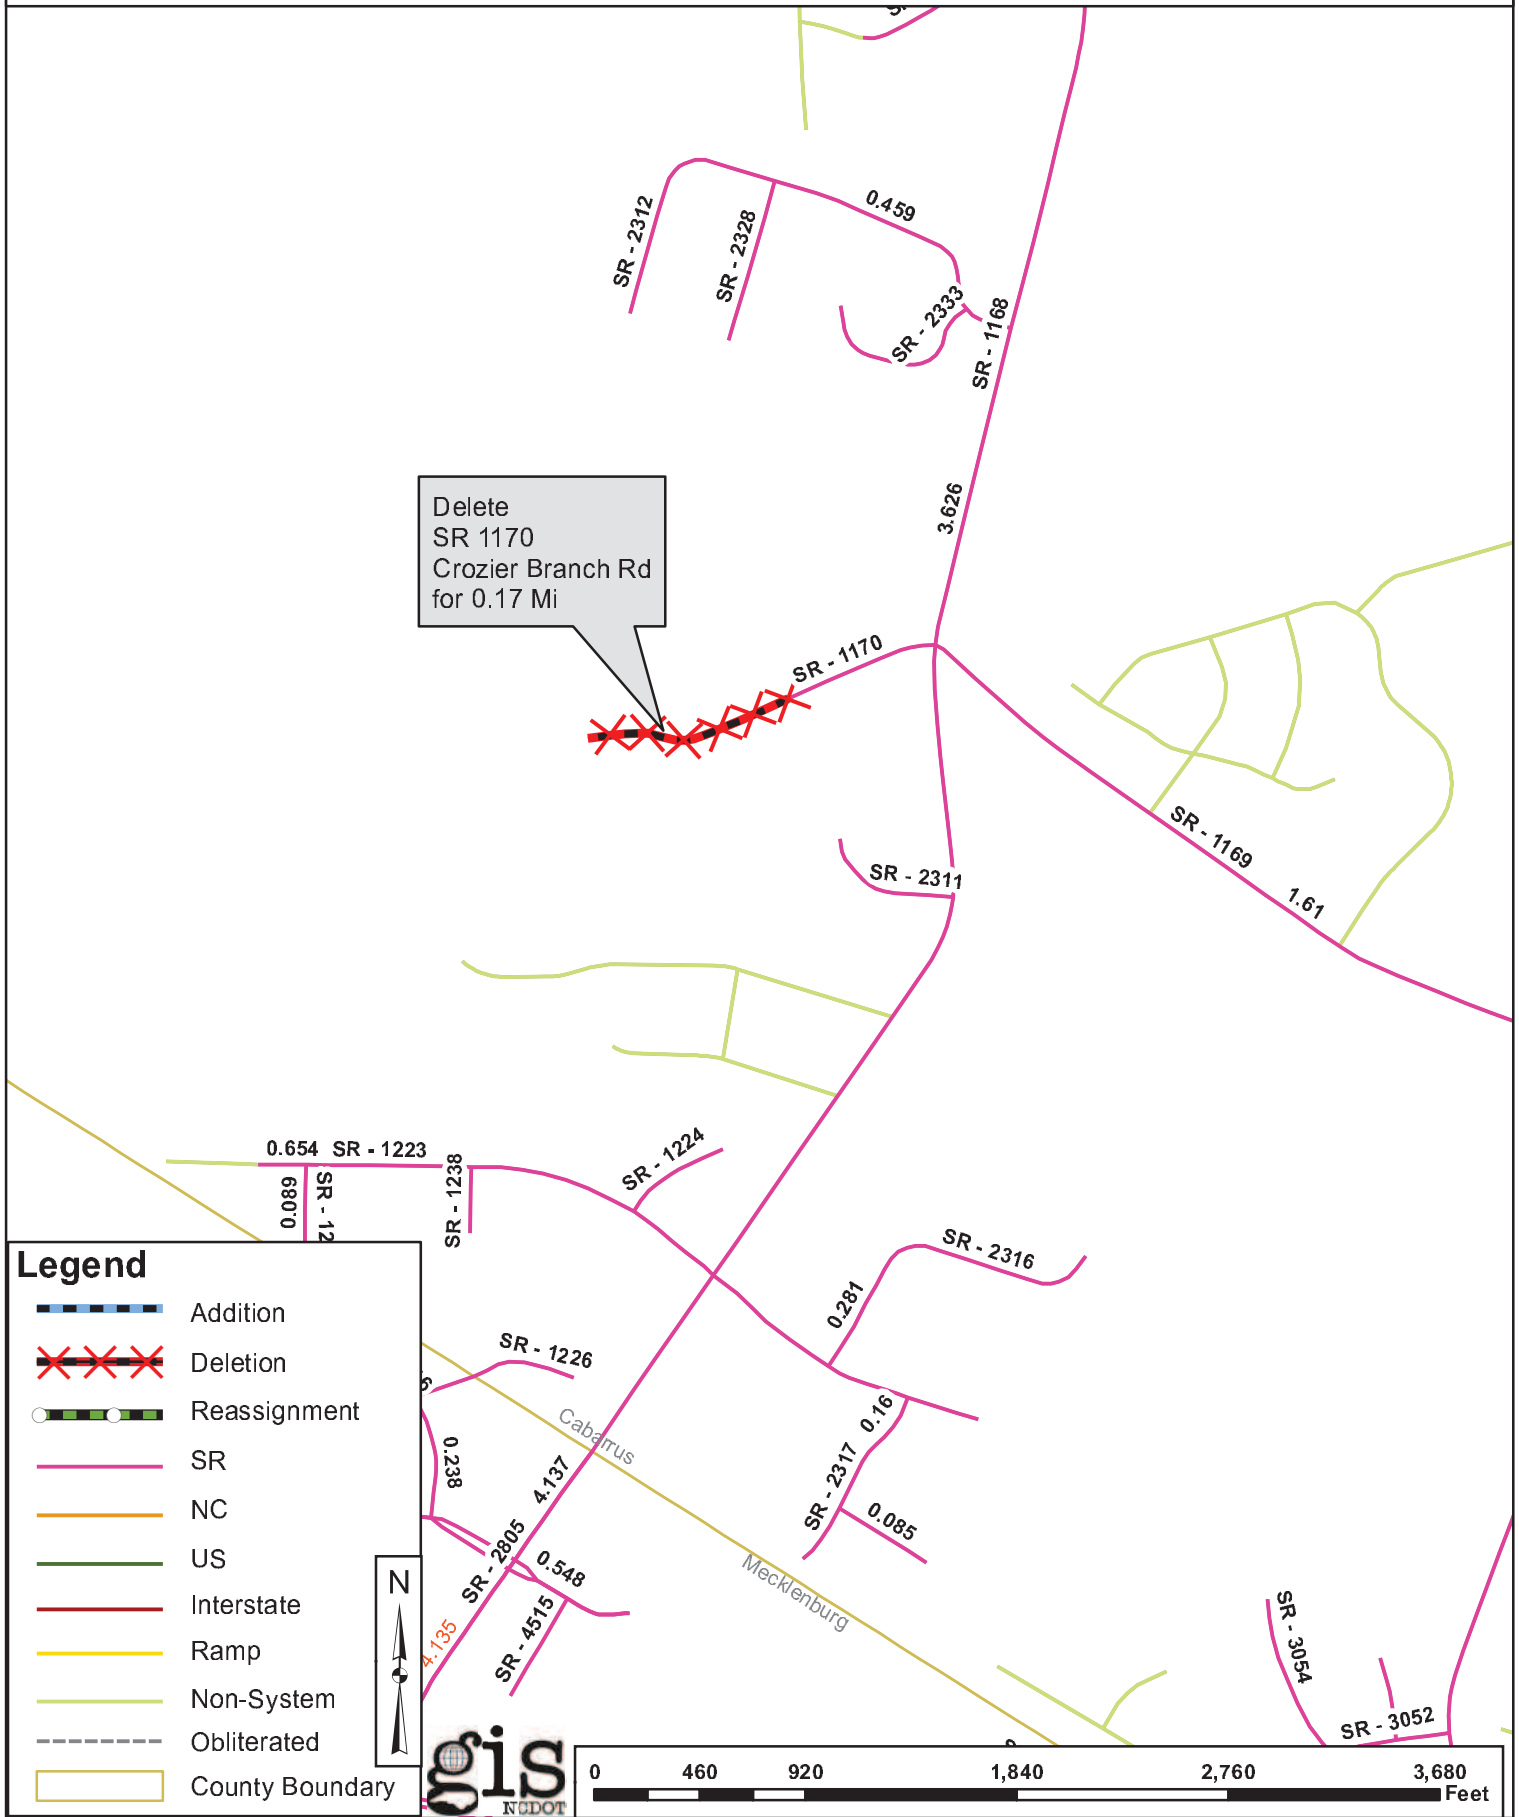 0.459
SR - 2312
SR - 2328
SR - 2333
SR - 1168
3.626
Delete
SR 1170
Crozier Branch Rd
for 0.17 Mi
SR - 1170
SR - 1169
1.61
SR - 2311
0.654 SR - 1223
0.089
SR - 12
SR - 1238
SR - 1224
SR - 2316
0.281
SR - 1226
0.238
Cabarrus
Mecklenburg
4.137
SR - 2805
4.135
0.548
SR - 4515
0.16
SR - 2317
0.085
SR - 3054
SR - 3052
Legend
Addition
Deletion
Reassignment
SR
NC
US
Interstate
Ramp
Non-System
Obliterated
County Boundary
N
gis
NCDOT
0 460 920 1,840 2,760 3,680
Feet